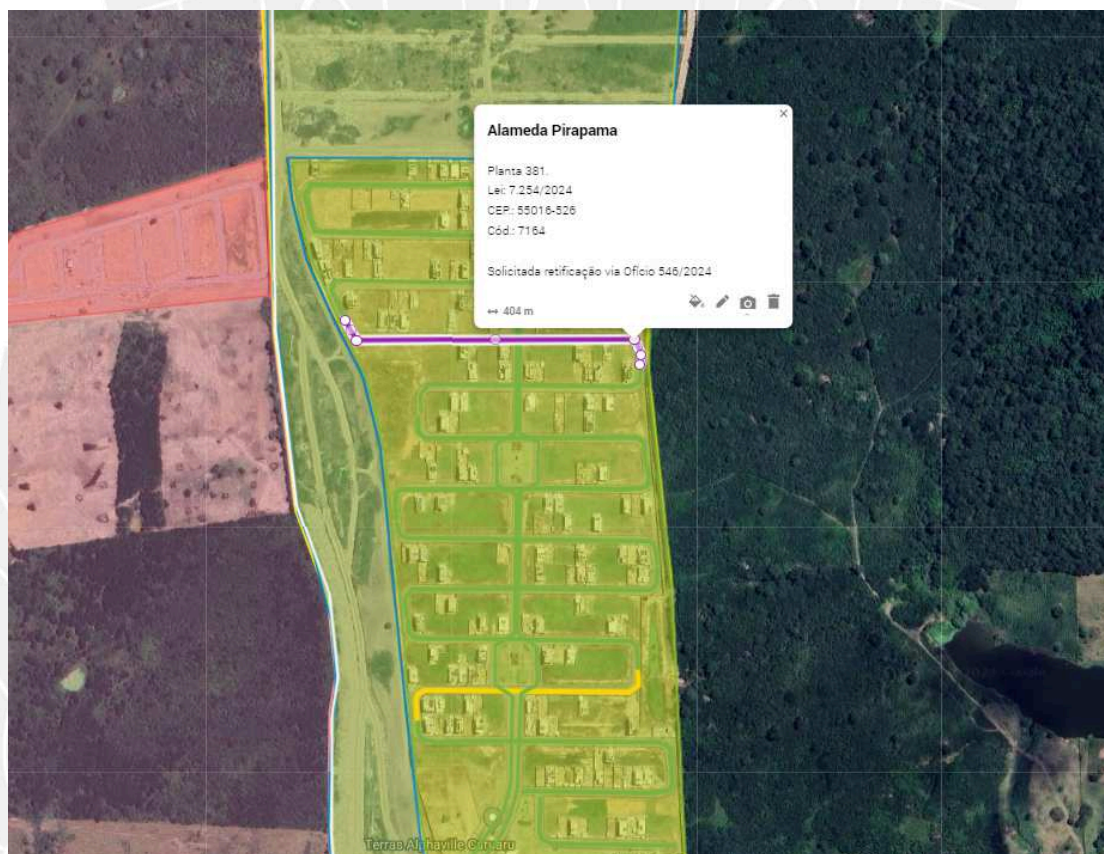 Alameda Pirapama
Planta 381.
Lei: 7.254/2024
CEP.: 55016-526
Cód.: 7164
Solicitada retificação via Ofício 546/2024
404 m
Terras Alphaville Caruaru